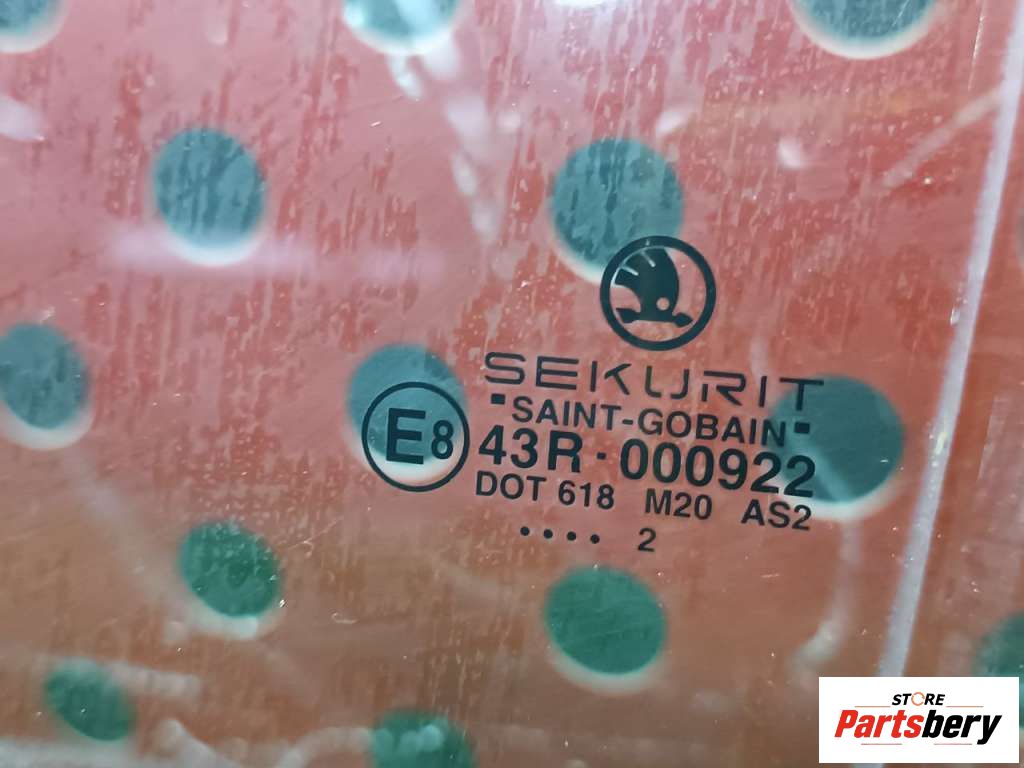 SEKURIT
"SAINT-GOBAIN"
E8 43R · 000922
DOT 618 M20 AS2
.... 2
STORE
Partsbery